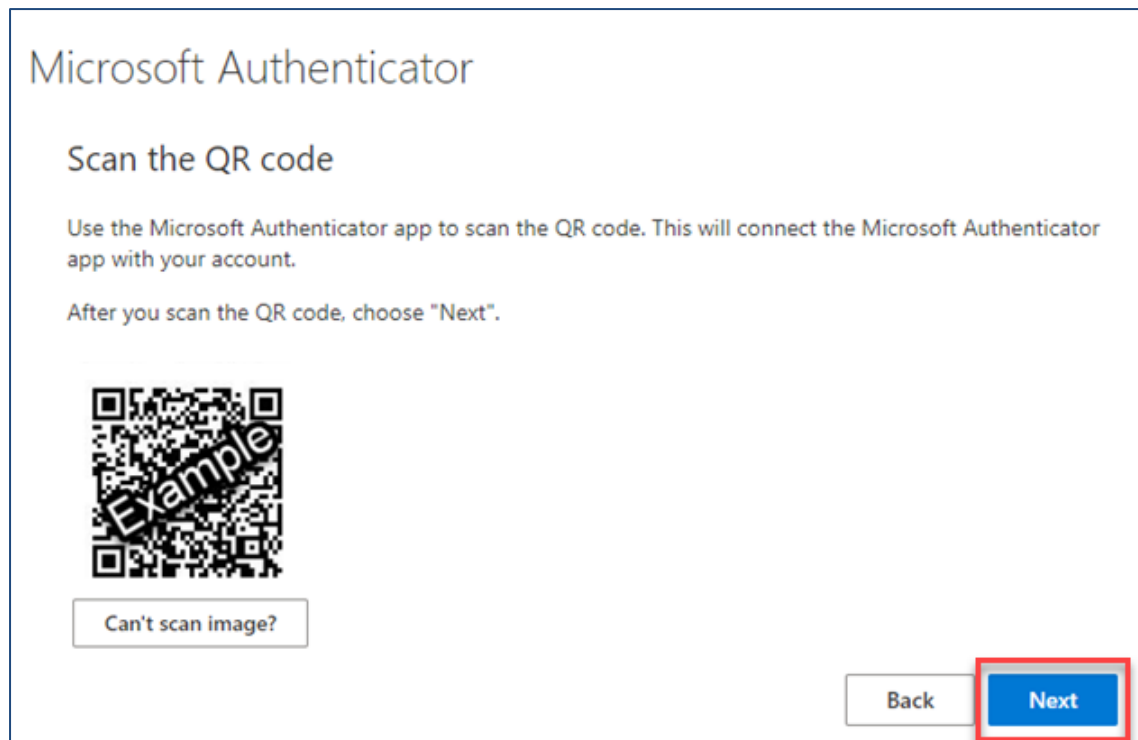 Microsoft Authenticator
Scan the QR code
Use the Microsoft Authenticator app to scan the QR code. This will connect the Microsoft Authenticator
app with your account.
After you scan the QR code, choose "Next".
Example
Can't scan image?
Back
Next